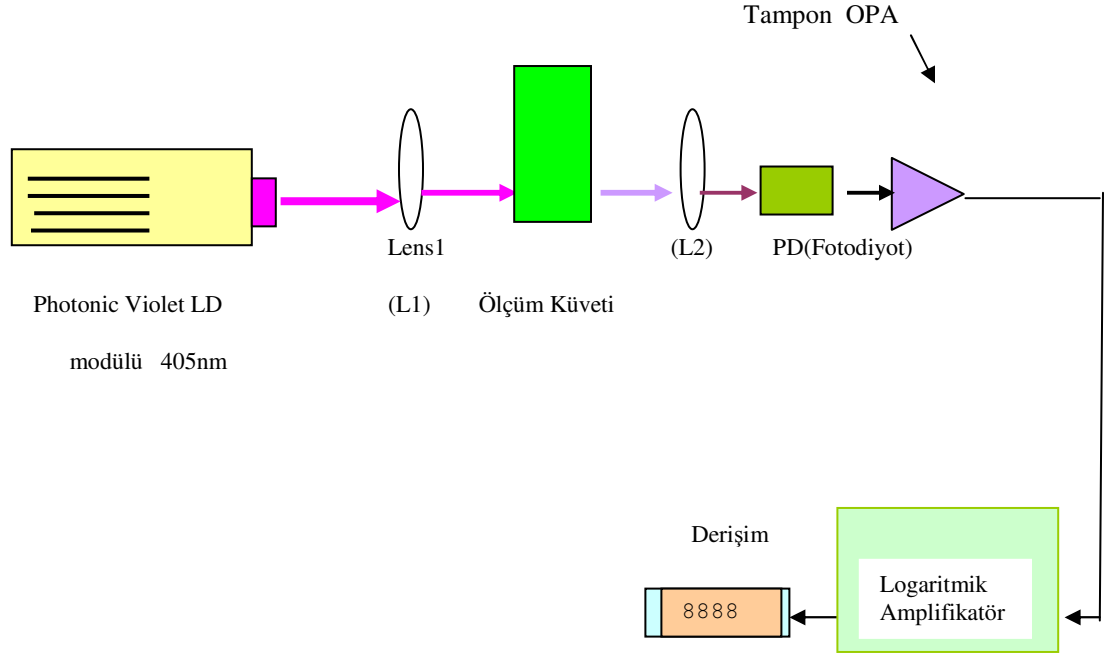 Tampon OPA
Lens1
(L2)
PD(Fotodiyot)
Photonic Violet LD
modülü 405nm
(L1)
Ölçüm Küveti
Derişim
8888
Logaritmik
Amplifikatör